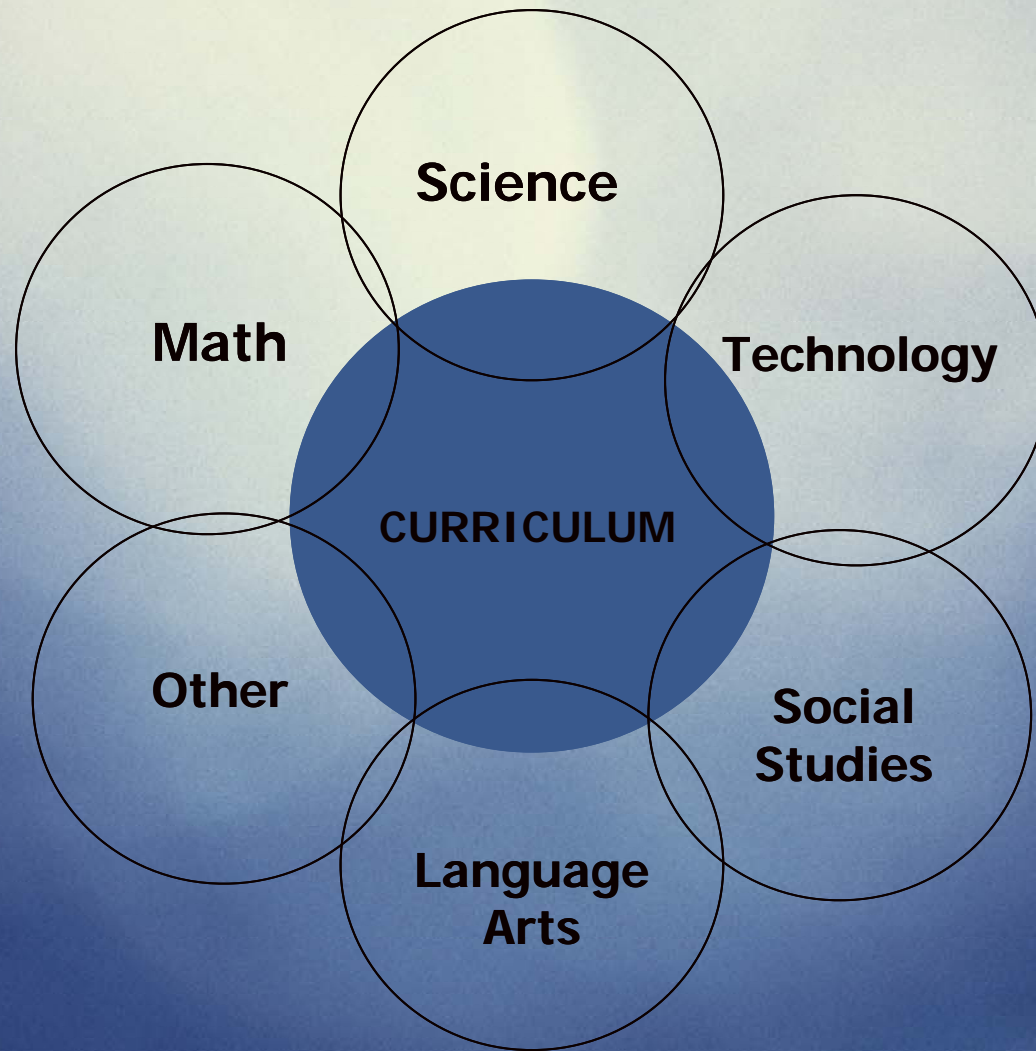 Science
Math
Technology
CURRICULUM
Other
Social
Studies
Language
Arts